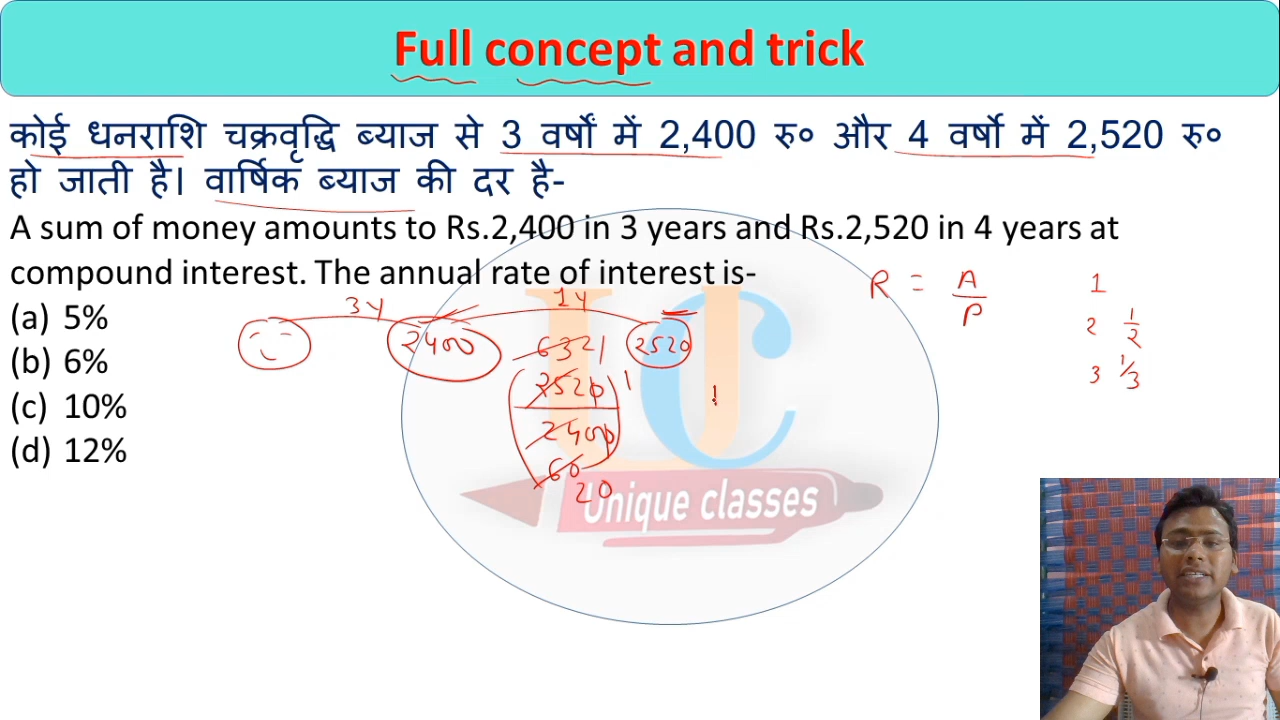 Full concept and trick
कोई धनराशि चक्रवृद्धि ब्याज से 3 वर्षों में 2,400 रु० और 4 वर्षो में 2,520 रु०
हो जाती है। वार्षिक ब्याज की दर है-
A sum of money amounts to Rs.2,400 in 3 years and Rs.2,520 in 4 years at
compound interest. The annual rate of interest is-
(a) 5%
(b) 6%
(c) 10%
(d) 12%
R = A
P
1
2 1/2
3 1/3
3y
1y
2400
2520
2520
2400
60
20
Unique classes